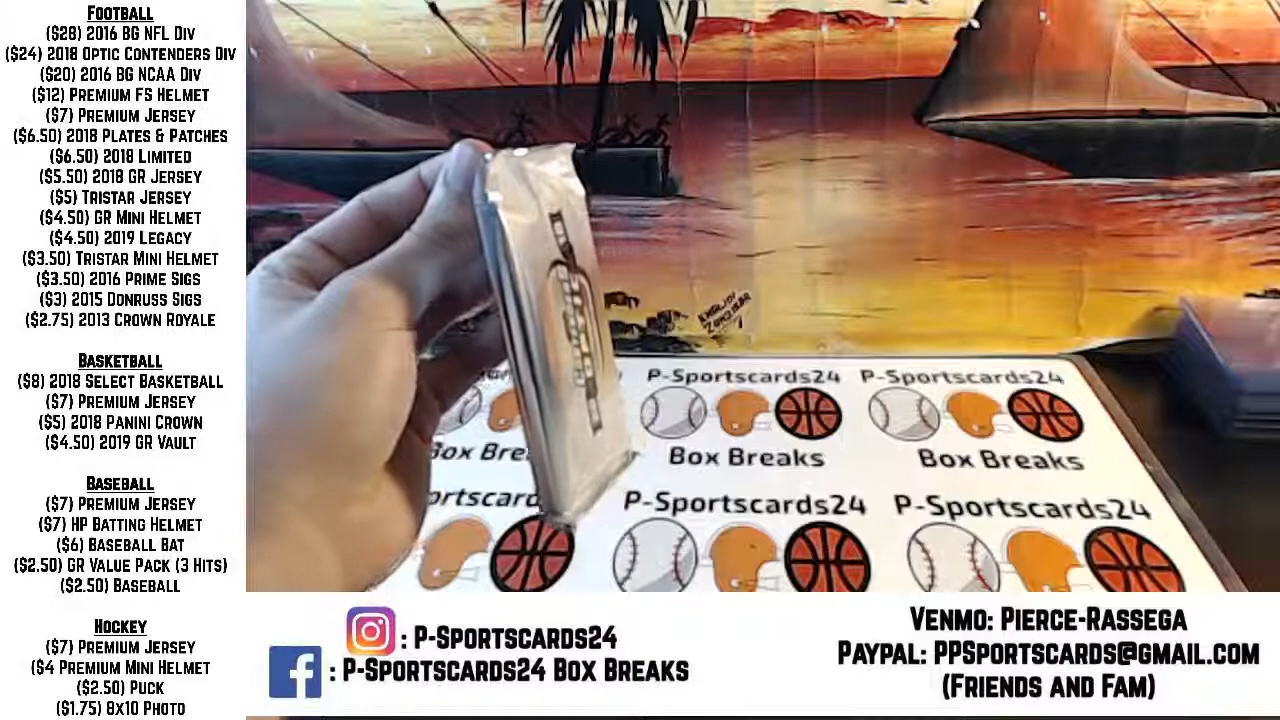 FOOTBALL
($28) 2016 BG NFL DIV
($24) 2018 OPTIC CONTENDERS DIV
($20) 2016 BG NCAA DIV
($12) PREMIUM FS HELMET
($7) PREMIUM JERSEY
($6.50) 2018 PLATES & PATCHES
($6.50) 2018 LIMITED
($5.50) 2018 GR JERSEY
($5) TRISTAR JERSEY
($4.50) GR MINI HELMET
($4.50) 2019 LEGACY
($3.50) TRISTAR MINI HELMET
($3.50) 2016 PRIME SIGS
($3) 2015 DONRUSS SIGS
($2.75) 2013 CROWN ROYALE
BASKETBALL
($8) 2018 SELECT BASKETBALL
($7) PREMIUM JERSEY
($5) 2018 PANINI CROWN
($4.50) 2019 GR VAULT
BASEBALL
($7) PREMIUM JERSEY
($7) HP BATTING HELMET
($6) BASEBALL BAT
($2.50) GR VALUE PACK (3 HITS)
($2.50) BASEBALL
HOCKEY
($7) PREMIUM JERSEY
($4 PREMIUM MINI HELMET
($2.50) PUCK
($1.75) 8X10 PHOTO
P-Sportscards24 P-Sportscards24
Box Bre Box Breaks Box Breaks
ortscard P-Sportscards24 P-Sportscards24
: P-SPORTSCARDS24
: P-SPORTSCARDS24 BOX BREAKS
VENMO: PIERCE-RASSEGA
PAYPAL: PPSPORTSCARDS@GMAIL.COM
(FRIENDS AND FAM)